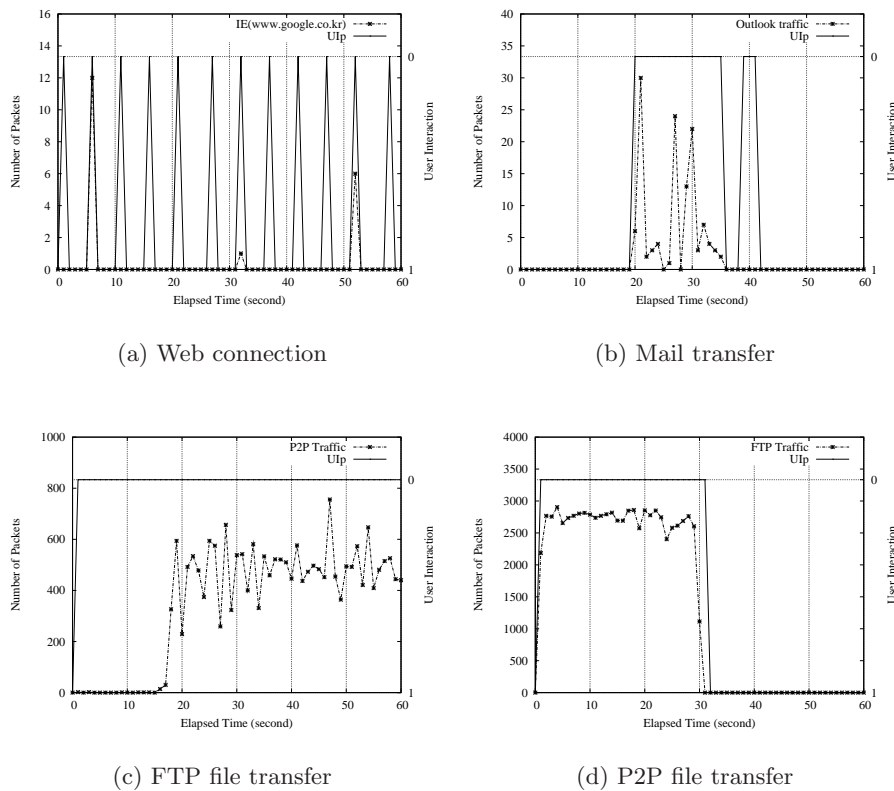 IE(www.google.co.kr)
UIp
16
14
12
10
8
6
4
2
0
Number of Packets
0
1
User Interaction
0 10 20 30 40 50 60
Elapsed Time (second)
(a) Web connection
Outlook traffic
UIp
40
35
30
25
20
15
10
5
0
Number of Packets
0
1
User Interaction
0 10 20 30 40 50 60
Elapsed Time (second)
(b) Mail transfer
P2P Traffic
UIp
1000
800
600
400
200
0
Number of Packets
0
1
User Interaction
0 10 20 30 40 50 60
Elapsed Time (second)
(c) FTP file transfer
FTP Traffic
UIp
4000
3500
3000
2500
2000
1500
1000
500
0
Number of Packets
0
1
User Interaction
0 10 20 30 40 50 60
Elapsed Time (second)
(d) P2P file transfer